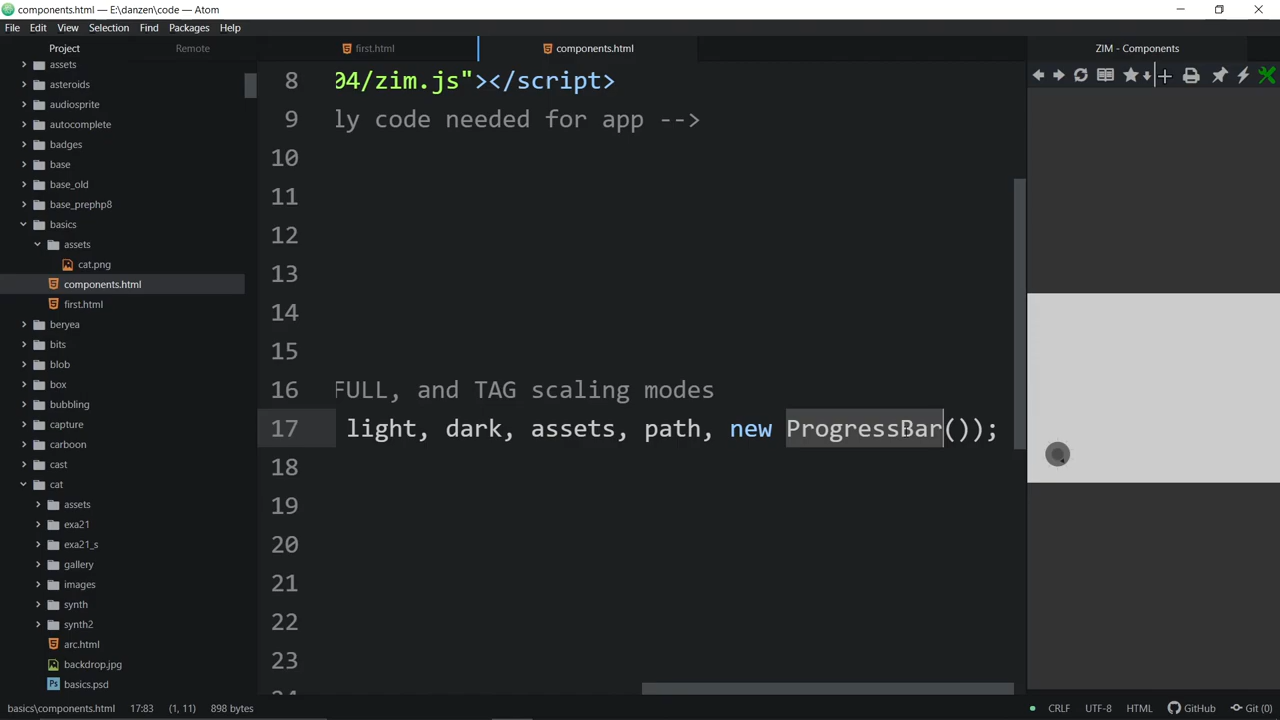 components.html — E:\danzen\code — Atom
File Edit View Selection Find Packages Help
Project Remote
first.html
components.html
ZIM - Components
assets
asteroids
audiosprite
autocomplete
badges
base
base_old
base_prephp8
basics
assets
cat.png
components.html
first.html
beryea
bits
blob
box
bubbling
capture
carboon
cast
cat
assets
exa21
exa21_s
gallery
images
synth
synth2
arc.html
backdrop.jpg
basics.psd
8 04/zim.js"></script>
9 ly code needed for app -->
10
11
12
13
14
15
16 FULL, and TAG scaling modes
17 light, dark, assets, path, new ProgressBar());
18
19
20
21
22
23
24
basics\components.html 17:83 (1, 11) 898 bytes CRLF UTF-8 HTML GitHub Git (0)